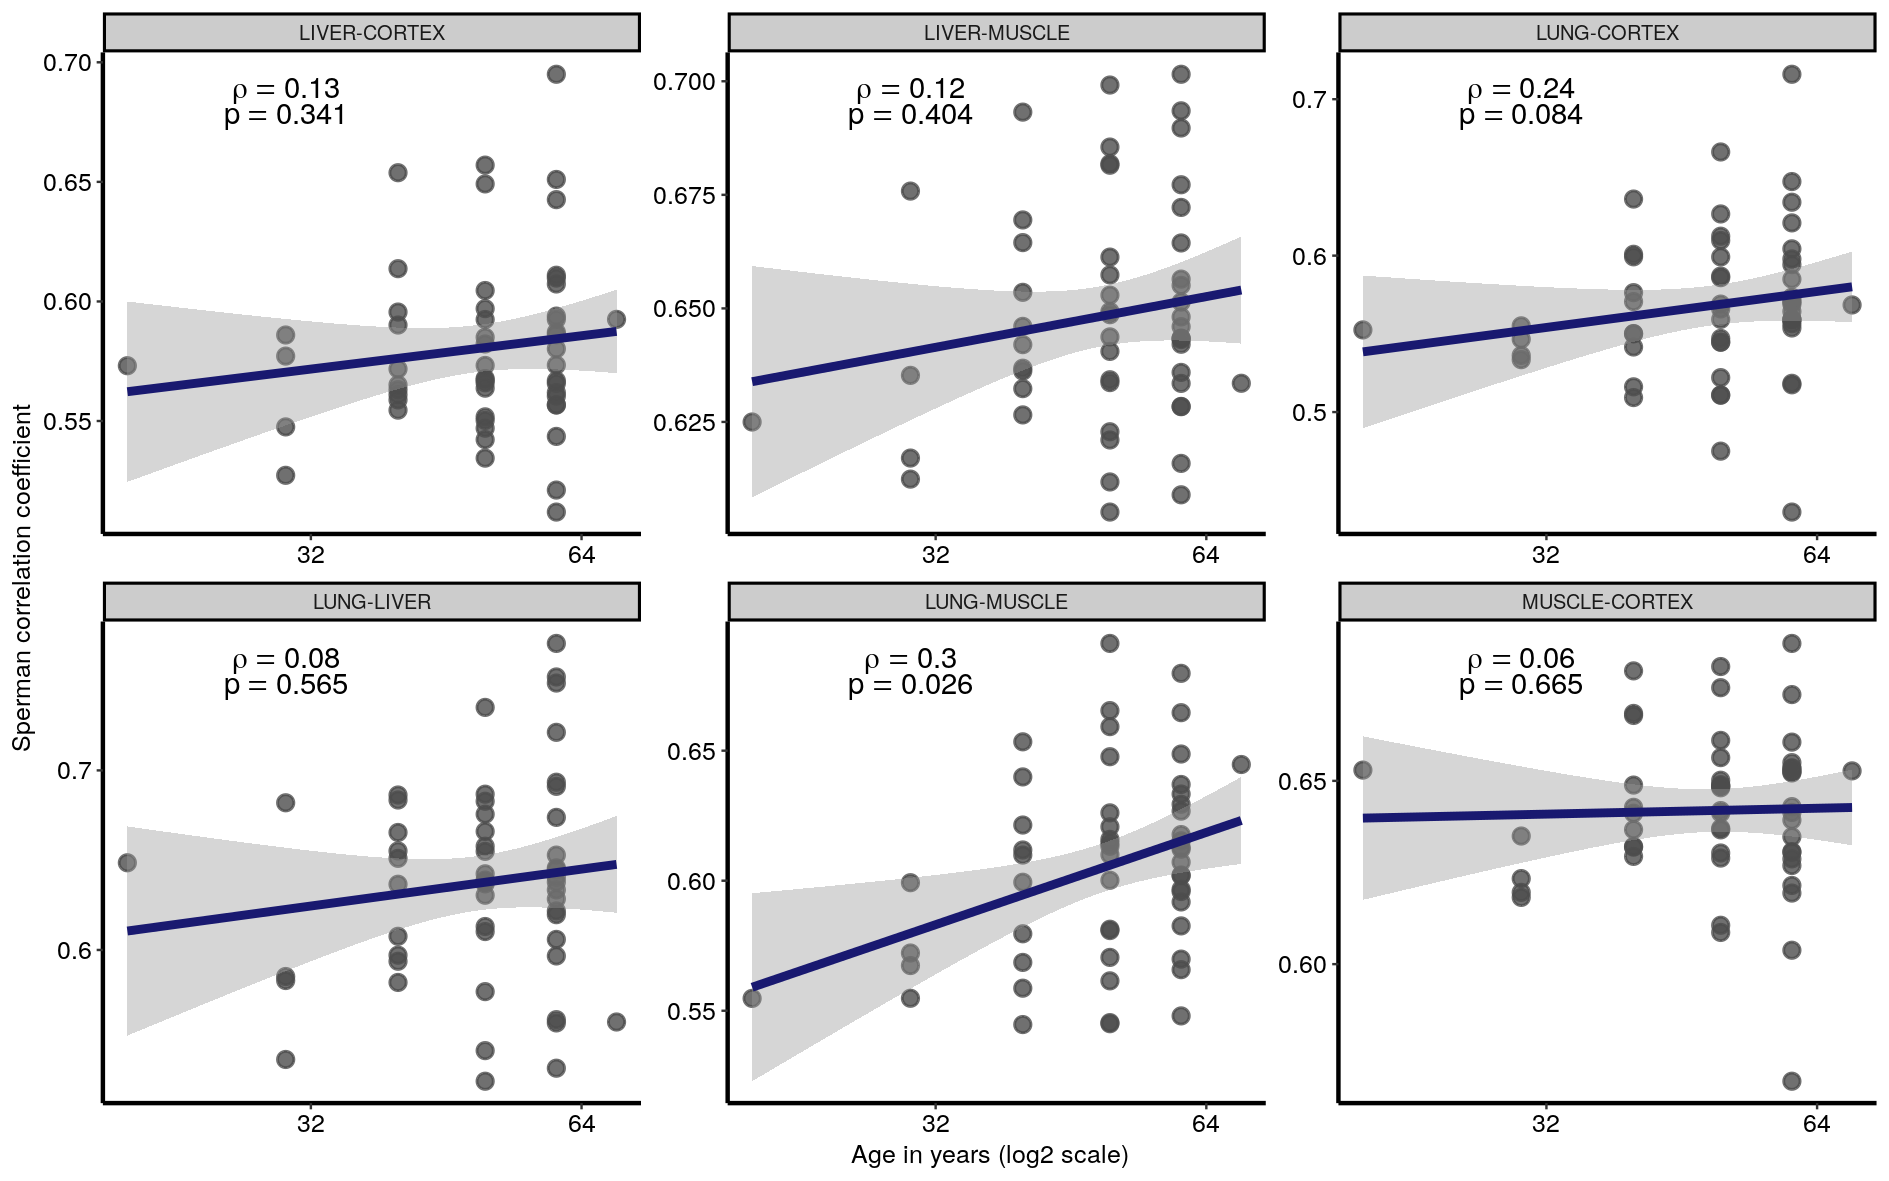 LIVER-CORTEX
ρ = 0.13
p = 0.341
0.70
0.65
0.60
0.55
32
64
LIVER-MUSCLE
ρ = 0.12
p = 0.404
0.700
0.675
0.650
0.625
32
64
LUNG-CORTEX
ρ = 0.24
p = 0.084
0.7
0.6
0.5
32
64
LUNG-LIVER
ρ = 0.08
p = 0.565
0.7
0.6
32
64
LUNG-MUSCLE
ρ = 0.3
p = 0.026
0.65
0.60
0.55
32
64
MUSCLE-CORTEX
ρ = 0.06
p = 0.665
0.65
0.60
32
64
Sperman correlation coefficient
Age in years (log2 scale)